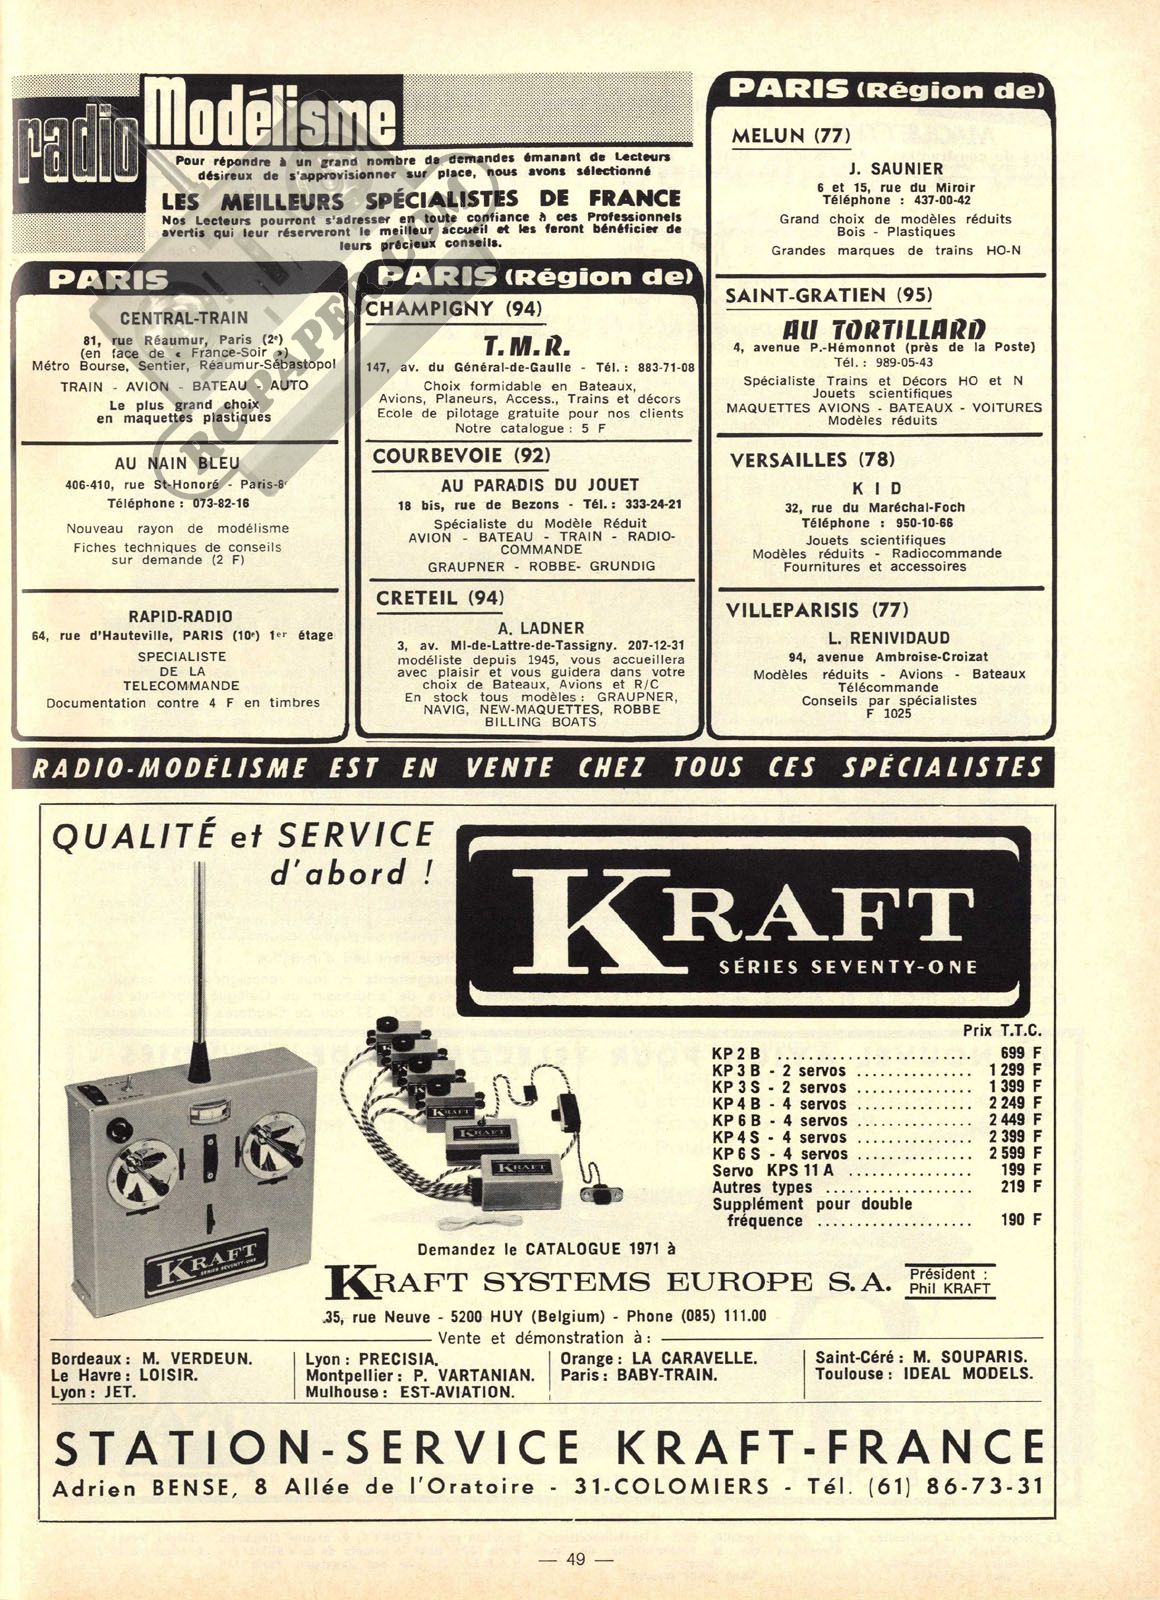 radio Modélisme
Pour répondre à un grand nombre de demandes émanant de Lecteurs
désireux de s'approvisionner sur place, nous avons sélectionné
LES MEILLEURS SPÉCIALISTES DE FRANCE
Nos Lecteurs pourront s'adresser en toute confiance à ces Professionnels
avertis qui leur réserveront le meilleur accueil et les feront bénéficier de
leurs précieux conseils.
RCPAPER.COM
PARIS
CENTRAL-TRAIN
81, rue Réaumur, Paris (2e)
(en face de « France-Soir »)
Métro Bourse, Sentier, Réaumur-Sébastopol
TRAIN - AVION - BATEAU - AUTO
Le plus grand choix
en maquettes plastiques
AU NAIN BLEU
406-410, rue St-Honoré - Paris-8e
Téléphone : 073-82-16
Nouveau rayon de modélisme
Fiches techniques de conseils
sur demande (2 F)
RAPID-RADIO
64, rue d'Hauteville, PARIS (10e) 1er étage
SPECIALISTE
DE LA
TELECOMMANDE
Documentation contre 4 F en timbres
PARIS (Région de)
CHAMPIGNY (94)
T.M.R.
147, av. du Général-de-Gaulle - Tél. : 883-71-08
Choix formidable en Bateaux,
Avions, Planeurs, Access., Trains et décors
Ecole de pilotage gratuite pour nos clients
Notre catalogue : 5 F
COURBEVOIE (92)
AU PARADIS DU JOUET
18 bis, rue de Bezons - Tél. : 333-24-21
Spécialiste du Modèle Réduit
AVION - BATEAU - TRAIN - RADIO-
COMMANDE
GRAUPNER - ROBBE- GRUNDIG
CRETEIL (94)
A. LADNER
3, av. Ml-de-Lattre-de-Tassigny. 207-12-31
modéliste depuis 1945, vous accueillera
avec plaisir et vous guidera dans votre
choix de Bateaux, Avions et R/C
En stock tous modèles : GRAUPNER,
NAVIG, NEW-MAQUETTES, ROBBE
BILLING BOATS
PARIS (Région de)
MELUN (77)
J. SAUNIER
6 et 15, rue du Miroir
Téléphone : 437-00-42
Grand choix de modèles réduits
Bois - Plastiques
Grandes marques de trains HO-N
SAINT-GRATIEN (95)
AU TORTILLARD
4, avenue P.-Hémonnot (près de la Poste)
Tél. : 989-05-43
Spécialiste Trains et Décors HO et N
Jouets scientifiques
MAQUETTES AVIONS - BATEAUX - VOITURES
Modèles réduits
VERSAILLES (78)
K I D
32, rue du Maréchal-Foch
Téléphone : 950-10-66
Jouets scientifiques
Modèles réduits - Radiocommande
Fournitures et accessoires
VILLEPARISIS (77)
L. RENIVIDAUD
94, avenue Ambroise-Croizat
Modèles réduits - Avions - Bateaux
Télécommande
Conseils par spécialistes
F 1025
RADIO-MODÉLISME EST EN VENTE CHEZ TOUS CES SPÉCIALISTES
QUALITÉ et SERVICE
d'abord !
KRAFT
SÉRIES SEVENTY-ONE
KRAFT
SERIES SEVENTY-ONE
KRAFT
KRAFT
KRAFT
Prix T.T.C.
KP 2 B ........................ 699 F
KP 3 B - 2 servos ............... 1 299 F
KP 3 S - 2 servos ............... 1 399 F
KP 4 B - 4 servos ............... 2 249 F
KP 6 B - 4 servos ............... 2 449 F
KP 4 S - 4 servos ............... 2 399 F
KP 6 S - 4 servos ............... 2 599 F
Servo KPS 11 A ................ 199 F
Autres types ................... 219 F
Supplément pour double
fréquence .................... 190 F
Demandez le CATALOGUE 1971 à
KRAFT SYSTEMS EUROPE S.A.
Président :
Phil KRAFT
35, rue Neuve - 5200 HUY (Belgium) - Phone (085) 111.00
Vente et démonstration à :
Bordeaux : M. VERDEUN.
Le Havre : LOISIR.
Lyon : JET.
Lyon : PRECISIA.
Montpellier : P. VARTANIAN.
Mulhouse : EST-AVIATION.
Orange : LA CARAVELLE.
Paris : BABY-TRAIN.
Saint-Céré : M. SOUPARIS.
Toulouse : IDEAL MODELS.
STATION-SERVICE KRAFT-FRANCE
Adrien BENSE, 8 Allée de l'Oratoire - 31-COLOMIERS - Tél. (61) 86-73-31
— 49 —